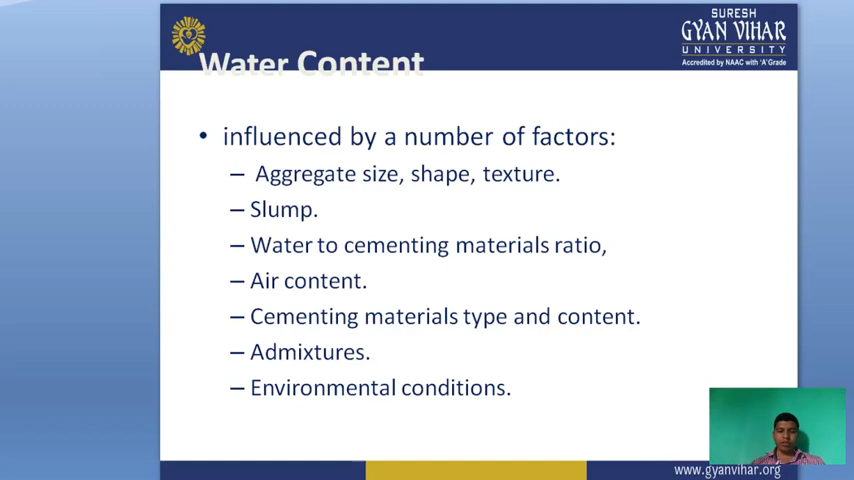 SURESH
GYAN VIHAR
UNIVERSITY
Accredited by NAAC with 'A' Grade
Water Content
• influenced by a number of factors:
– Aggregate size, shape, texture.
– Slump.
– Water to cementing materials ratio,
– Air content.
– Cementing materials type and content.
– Admixtures.
– Environmental conditions.
www.gyanvihar.org